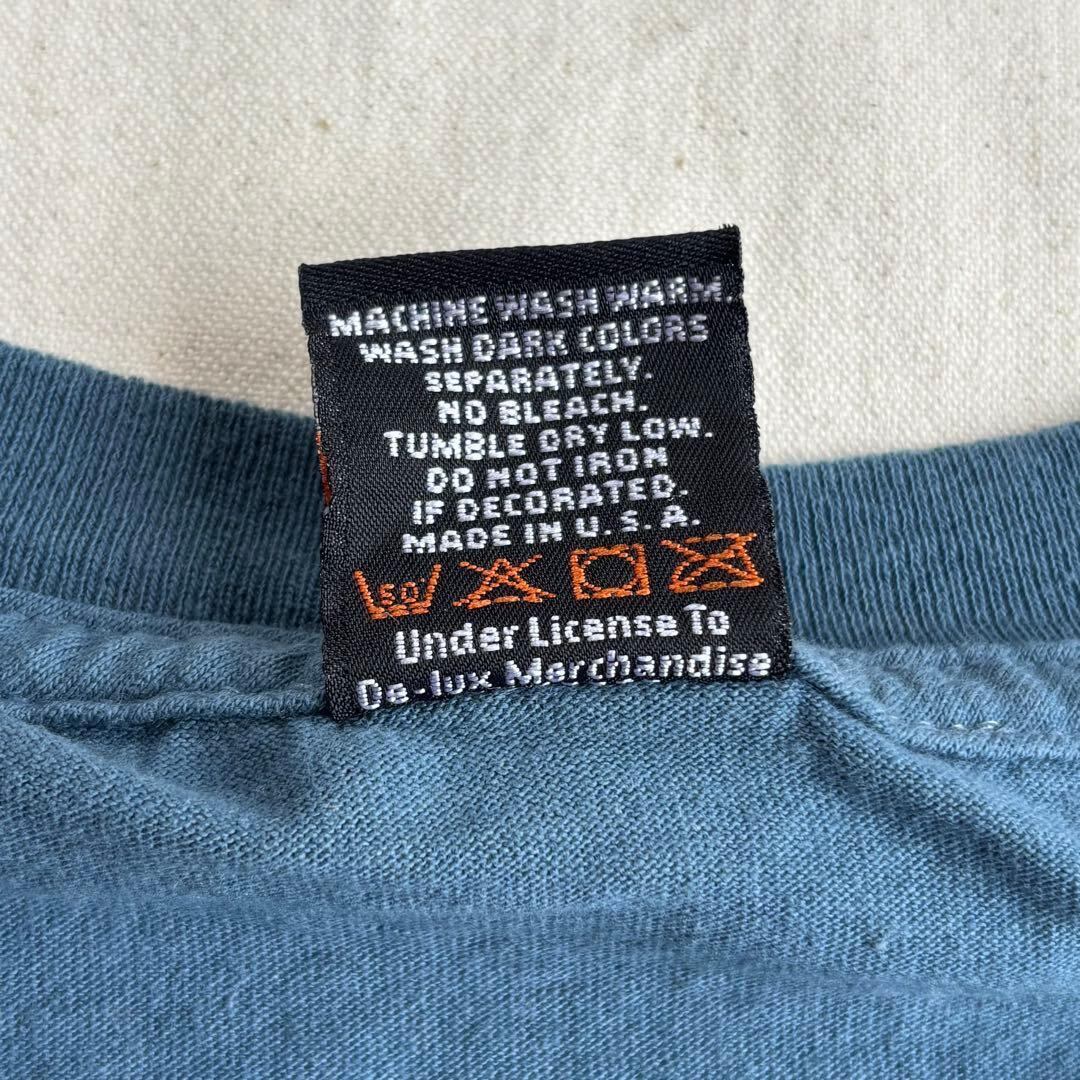 MACHINE WASH WARM.
WASH DARK COLORS
SEPARATELY.
NO BLEACH.
TUMBLE DRY LOW.
DO NOT IRON
IF DECORATED.
MADE IN U.S.A.
50
Under License To
De-lux Merchandise